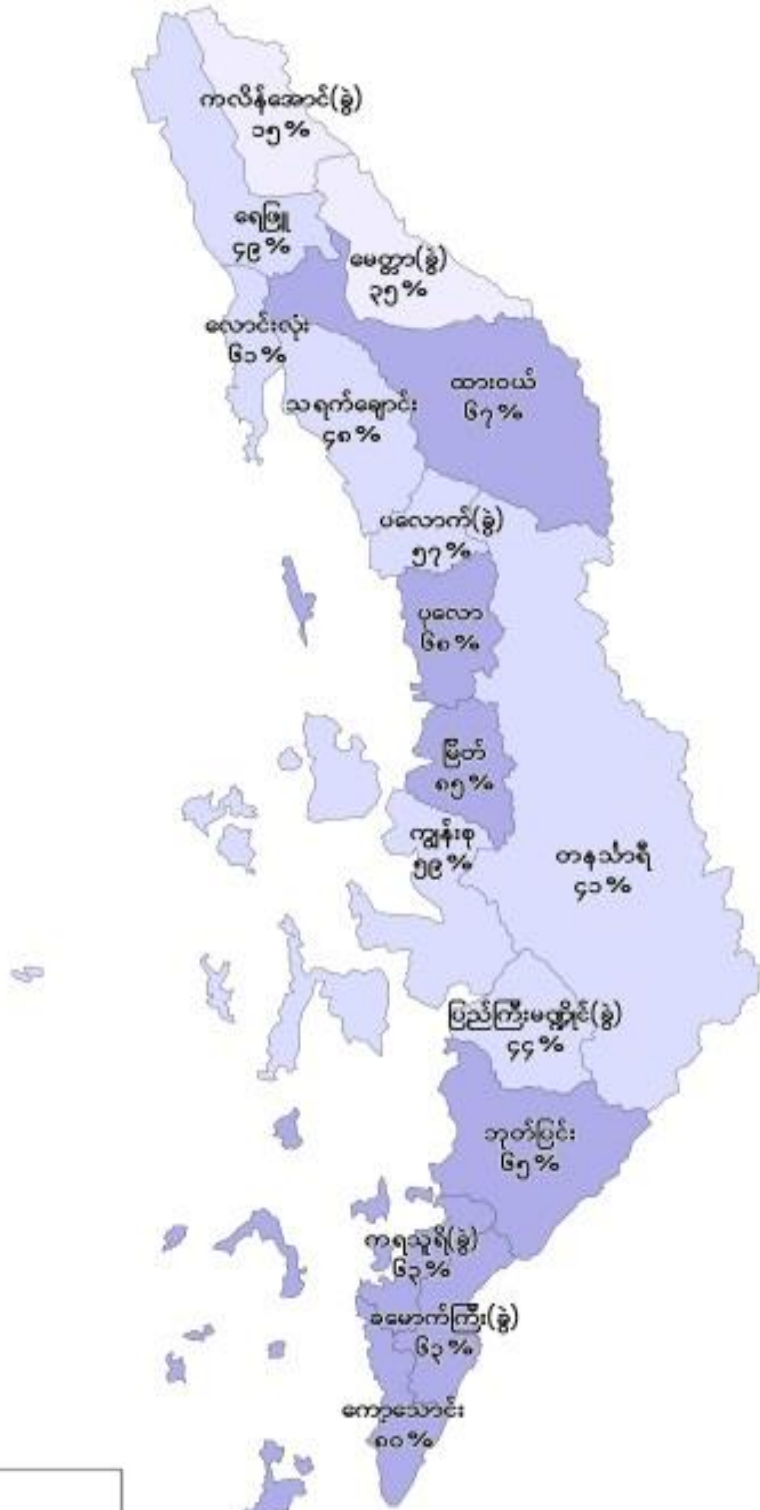 ကလိန်အောင်(ခွဲ)
၁၅%
ရေဖြူ
၄၉%
မေတ္တာ(ခွဲ)
၃၅%
လောင်းလုံး
၆၁%
ထားဝယ်
၆၇%
သရက်ချောင်း
၄၈%
ပလောက်(ခွဲ)
၅၇%
ပုလော
၆၈%
မြိတ်
၈၅%
ကျွန်းစု
၅၉%
တနင်္သာရီ
၄၁%
ပြည်ကြီးမဏ္ဍိုင်(ခွဲ)
၄၄%
ဘုတ်ပြင်း
၆၅%
ကရသူရိ(ခွဲ)
၆၃%
ခမောက်ကြီး(ခွဲ)
၆၃%
ကော့သောင်း
၈၀%